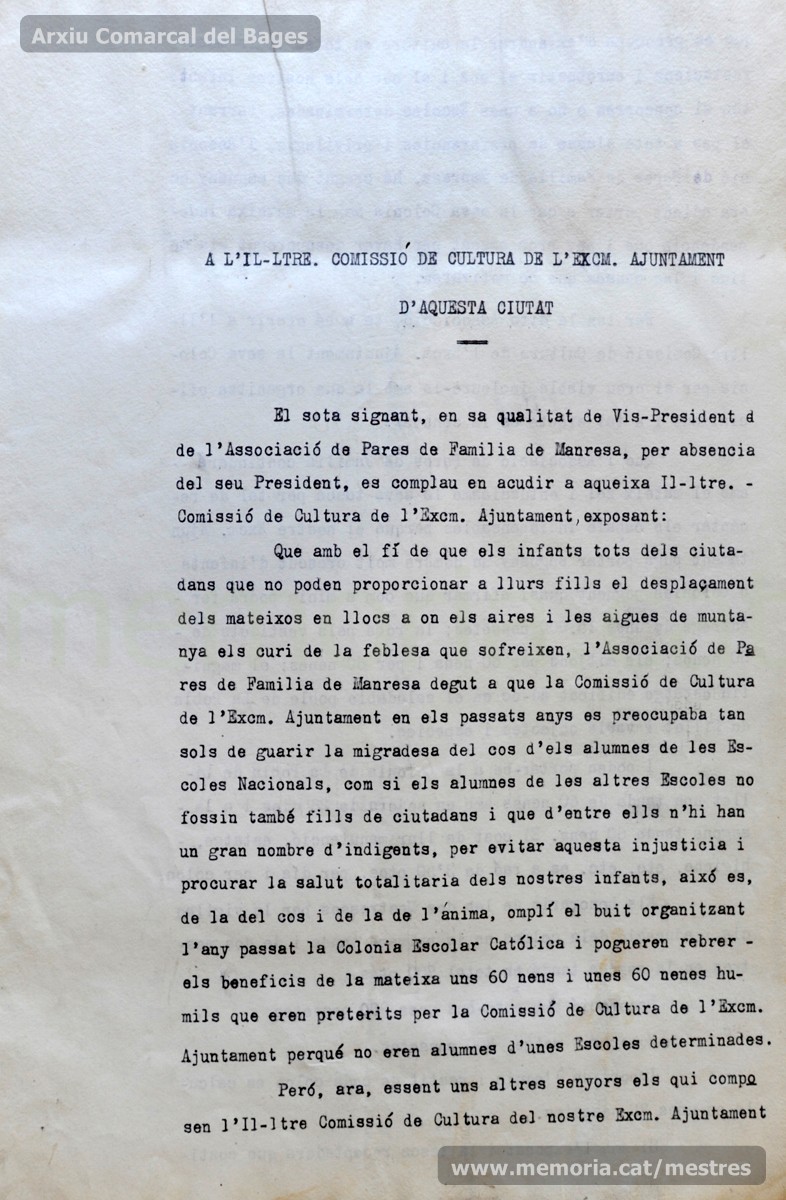 Arxiu Comarcal del Bages
A L'IL-LTRE. COMISSIÓ DE CULTURA DE L'EXCM. AJUNTAMENT
D'AQUESTA CIUTAT
El sota signant, en sa qualitat de Vis-President d
de l'Associació de Pares de Familia de Manresa, per absencia
del seu President, es complau en acudir a aqueixa Il-ltre. -
Comissió de Cultura de l'Excm. Ajuntament, exposant:
Que amb el fí de que els infants tots dels ciuta-
dans que no poden proporcionar a llurs fills el desplaçament
dels mateixos en llocs a on els aires i les aigues de munta-
nya els curi de la feblesa que sofreixen, l'Associació de Pa
res de Familia de Manresa degut a que la Comissió de Cultura
de l'Excm. Ajuntament en els passats anys es preocupaba tan
sols de guarir la migradesa del cos d'els alumnes de les Es-
coles Nacionals, com si els alumnes de les altres Escoles no
fossin també fills de ciutadans i que d'entre ells n'hi han
un gran nombre d'indigents, per evitar aquesta injusticia i
procurar la salut totalitaria dels nostres infants, aixó es,
de la del cos i de la de l'ánima, omplí el buit organitzant
l'any passat la Colonia Escolar Católica i pogueren rebrer -
els beneficis de la mateixa uns 60 nens i unes 60 nenes hu-
mils que eren preterits per la Comissió de Cultura de l'Excm.
Ajuntament perqué no eren alumnes d'unes Escoles determinades.
Peró, ara, essent uns altres senyors els qui compo
sen l'Il-ltre Comissió de Cultura del nostre Excm. Ajuntament
www.memoria.cat/mestres